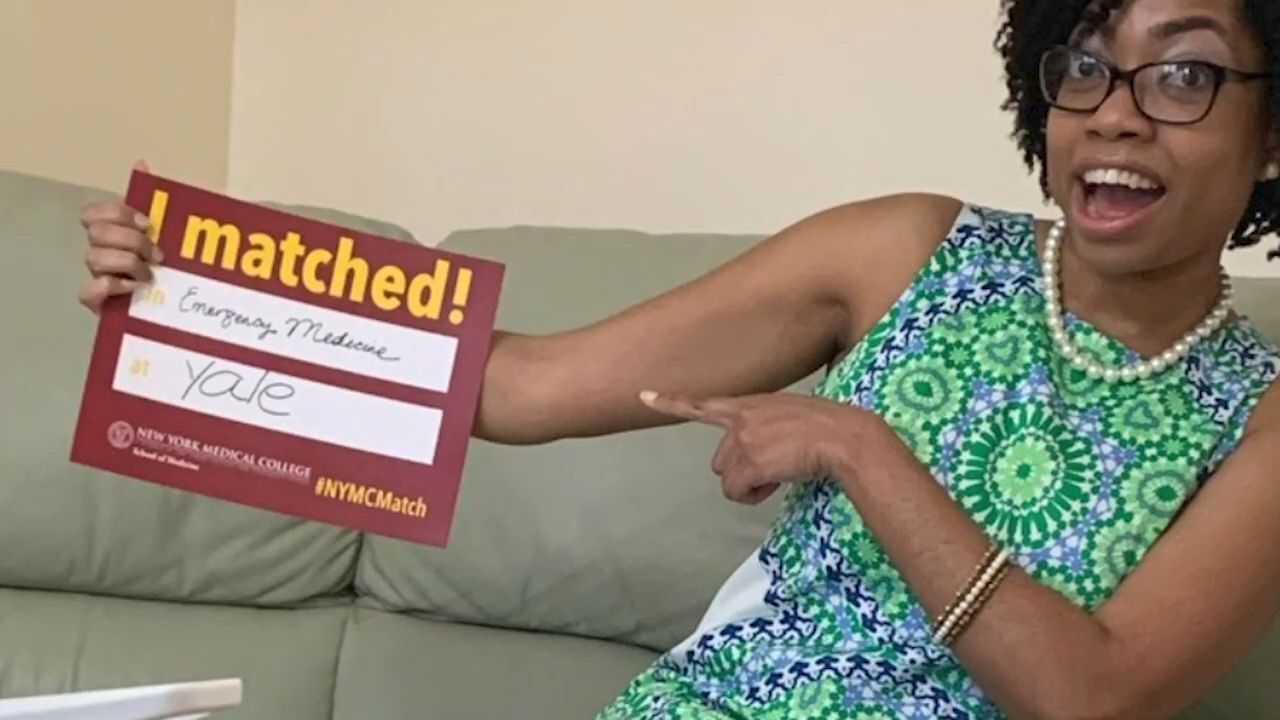 I matched!
in Emergency Medicine
at Yale
NEW YORK MEDICAL COLLEGE
School of Medicine
#NYMCMatch